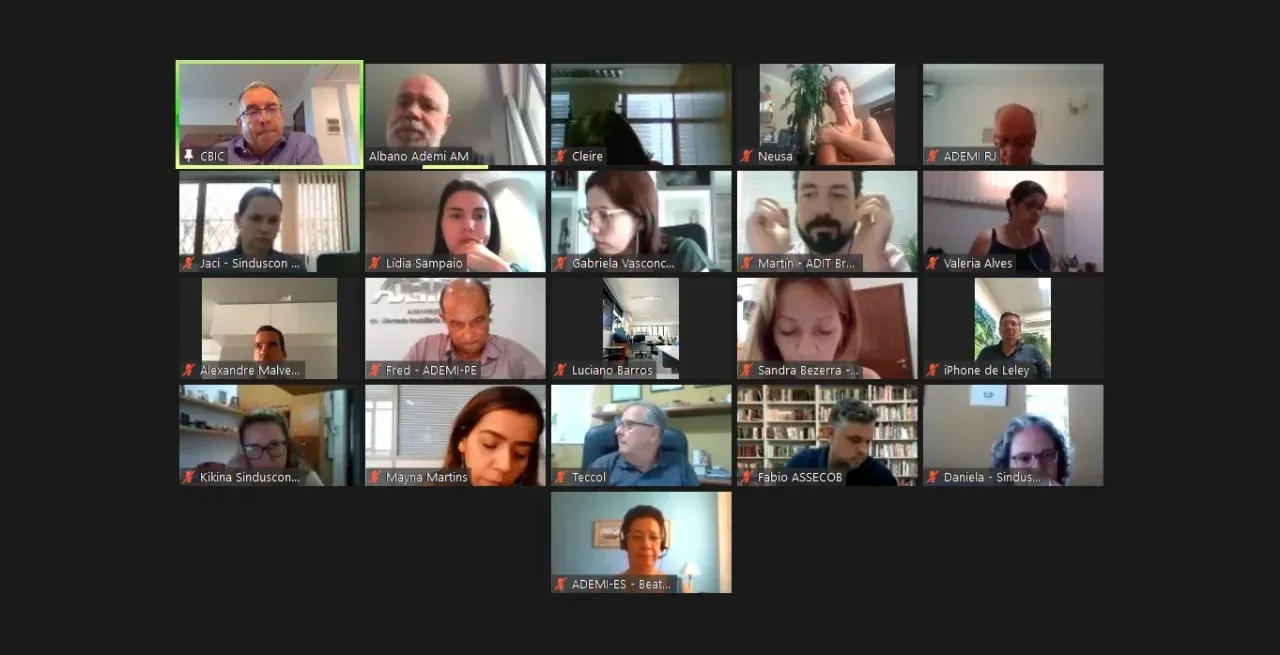 CBIC
Albano Ademi AM
Cleire
Neusa
ADEMI RJ
Jaci - Sinduscon ...
Lídia Sampaio
Gabriela Vasconc...
Martín - ADIT Br...
Valeria Alves
Alexandre Malve...
Fred - ADEMI-PE
Luciano Barros
Sandra Bezerra -...
iPhone de Leley
Kikina Sinduscon...
Mayna Martins
Teccol
Fabio ASSECOB
Daniela - Sindus...
ADEMI-ES - Beat...